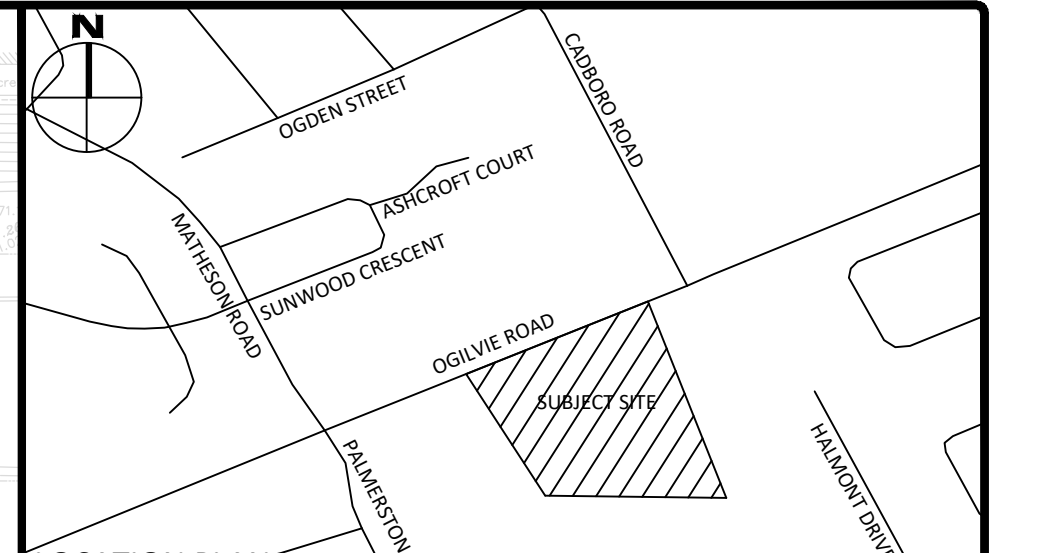 N
OGDEN STREET
CADBORO ROAD
ASHCROFT COURT
MATHESON ROAD
SUNWOOD CRESCENT
OGILVIE ROAD
SUBJECT SITE
PALMERSTON
HALMONT DRIVE